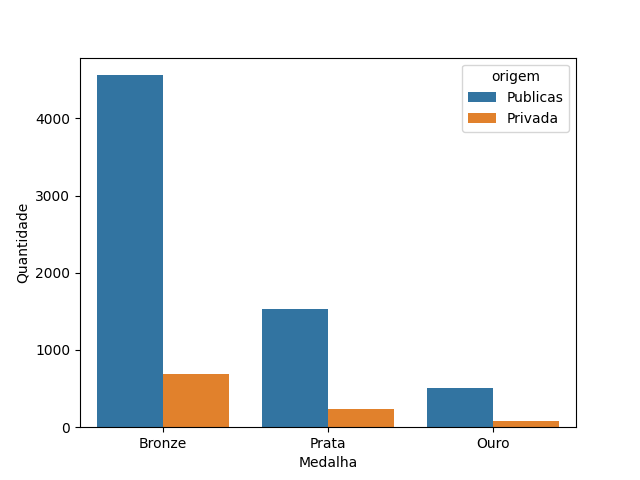 origem
Publicas
Privada
4000
3000
2000
1000
0
Quantidade
Bronze
Prata
Ouro
Medalha